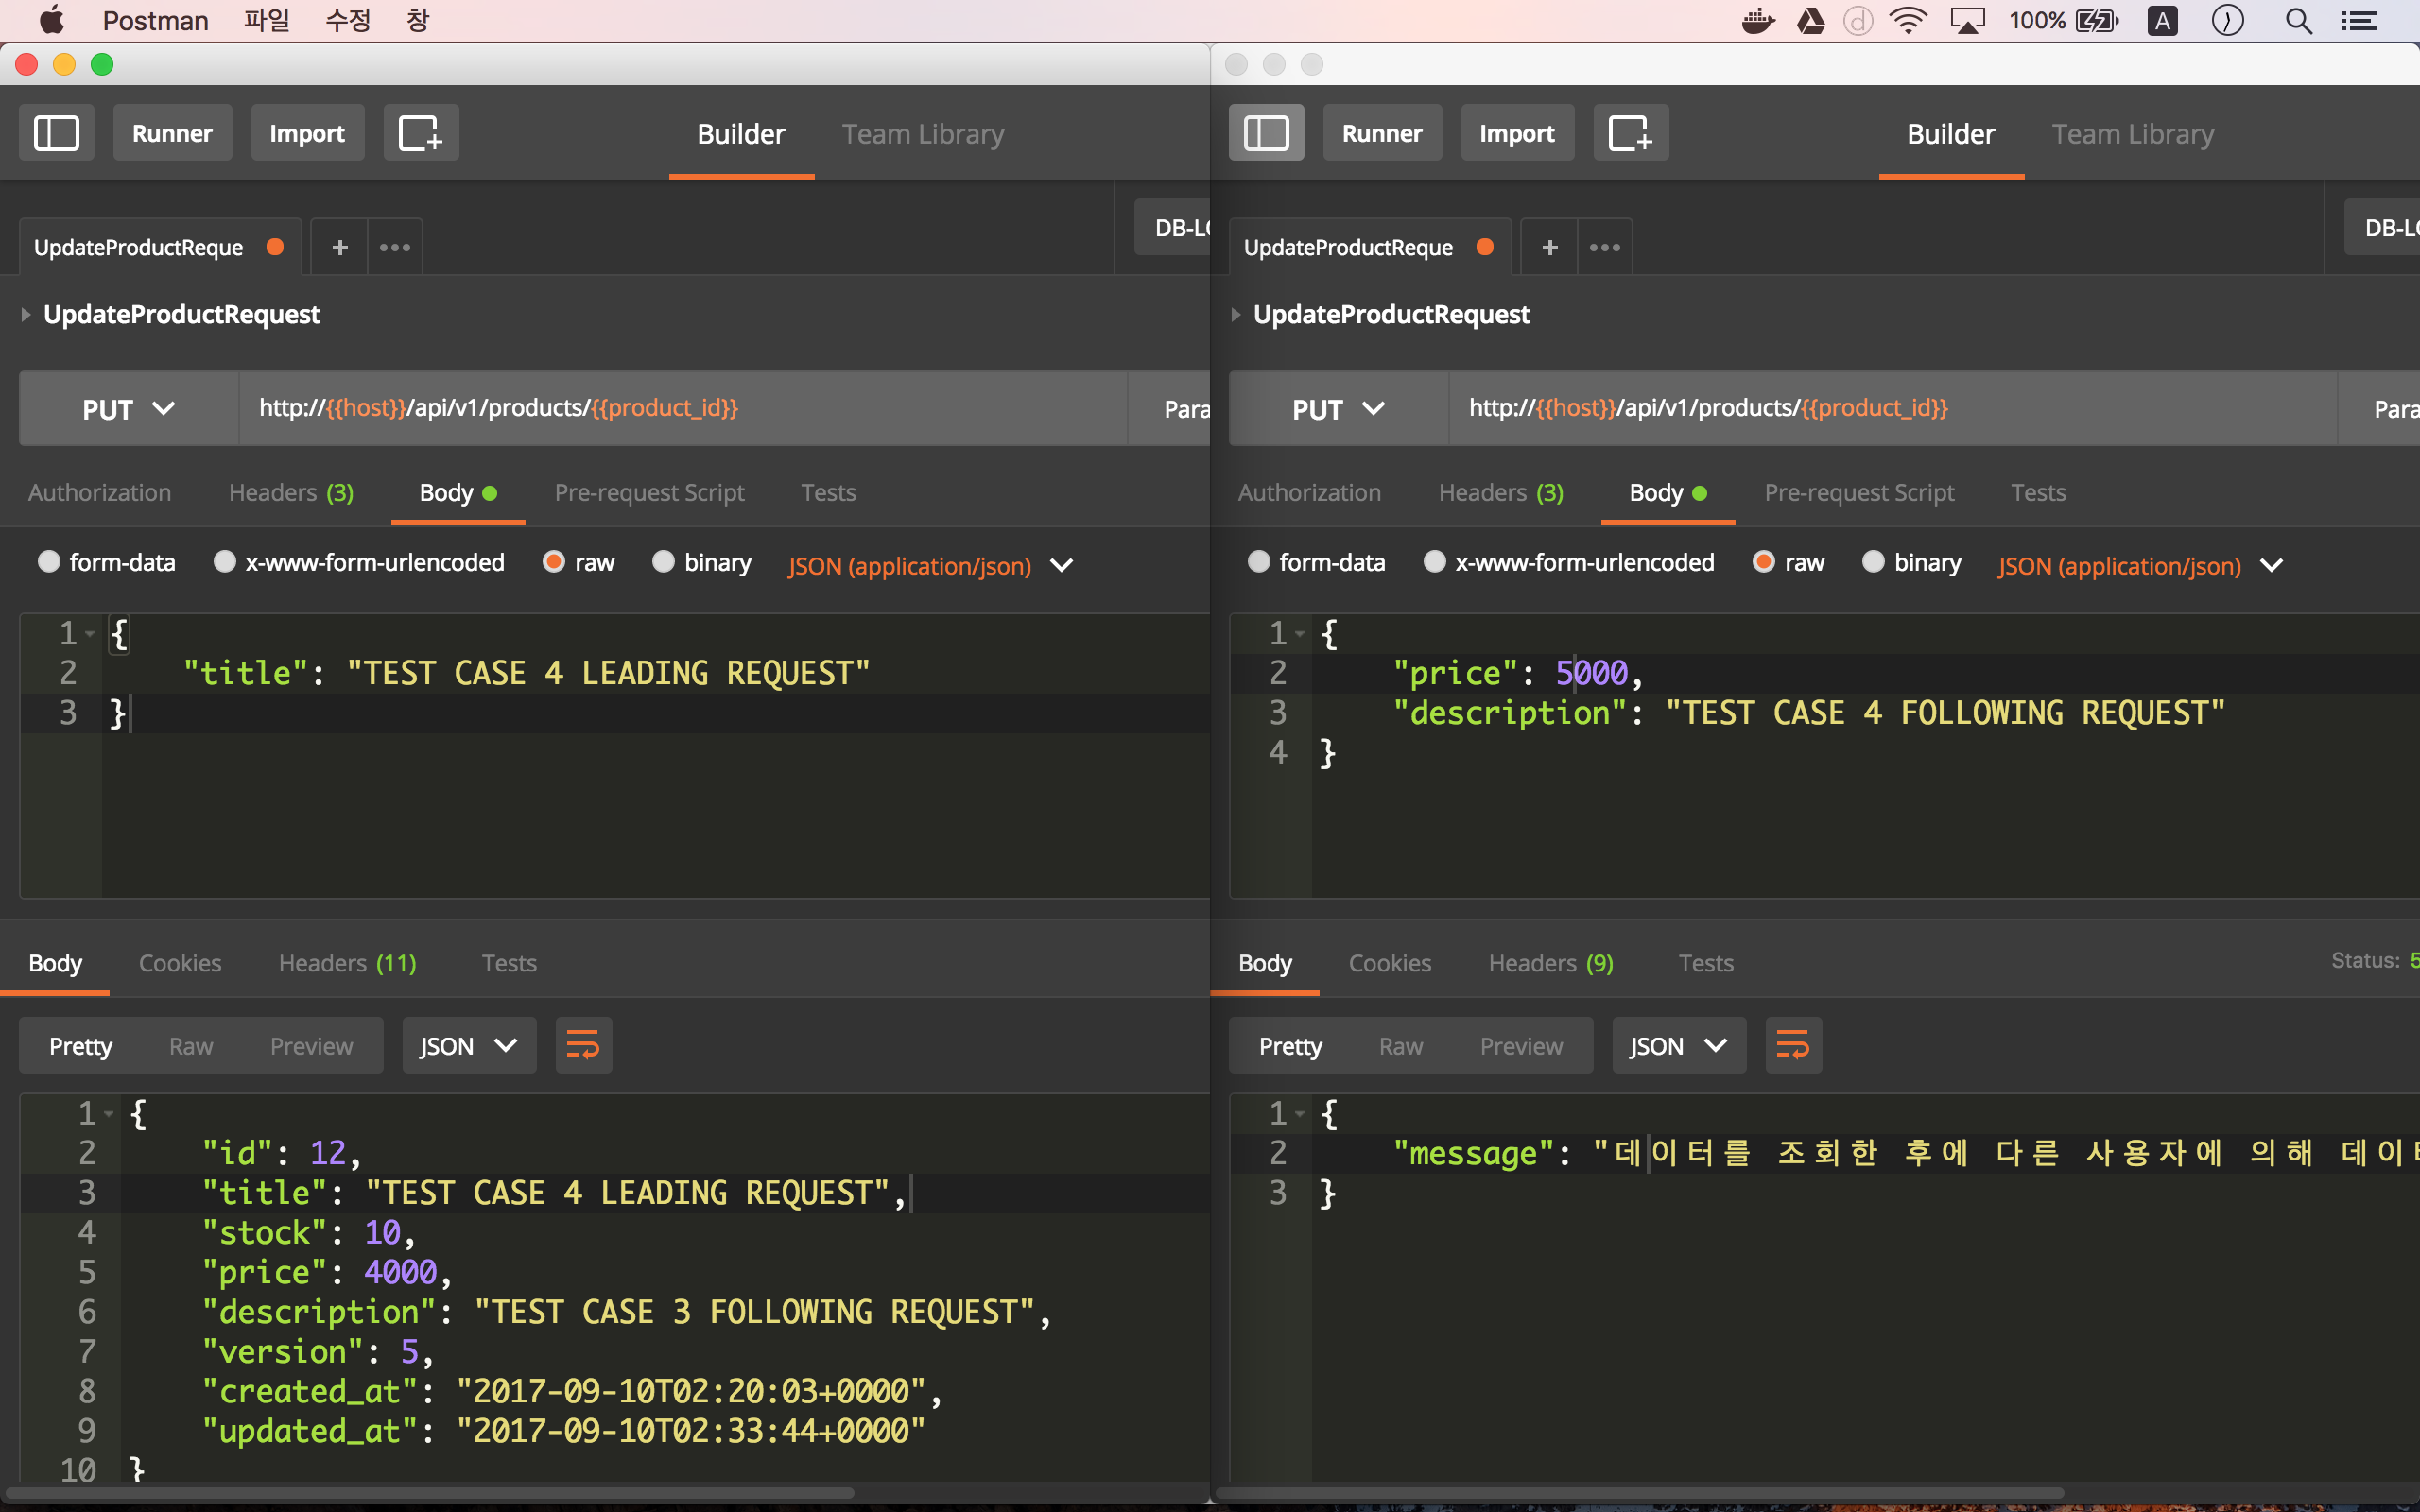 Postman 파일 수정 창 100% A
Runner Import Builder Team Library
UpdateProductReque + ••• DB-LO
UpdateProductRequest
PUT http://{{host}}/api/v1/products/{{product_id}} Para
Authorization Headers (3) Body Pre-request Script Tests
form-data x-www-form-urlencoded raw binary JSON (application/json)
1 {
2 "title": "TEST CASE 4 LEADING REQUEST"
3 }
Body Cookies Headers (11) Tests
Pretty Raw Preview JSON
1 {
2 "id": 12,
3 "title": "TEST CASE 4 LEADING REQUEST",
4 "stock": 10,
5 "price": 4000,
6 "description": "TEST CASE 3 FOLLOWING REQUEST",
7 "version": 5,
8 "created_at": "2017-09-10T02:20:03+0000",
9 "updated_at": "2017-09-10T02:33:44+0000"
10 }
Runner Import Builder Team Library
UpdateProductReque + ••• DB-LO
UpdateProductRequest
PUT http://{{host}}/api/v1/products/{{product_id}} Para
Authorization Headers (3) Body Pre-request Script Tests
form-data x-www-form-urlencoded raw binary JSON (application/json)
1 {
2 "price": 5000,
3 "description": "TEST CASE 4 FOLLOWING REQUEST"
4 }
Body Cookies Headers (9) Tests Status: 5
Pretty Raw Preview JSON
1 {
2 "message": "데이터를 조회한 후에 다른 사용자에 의해 데이
3 }